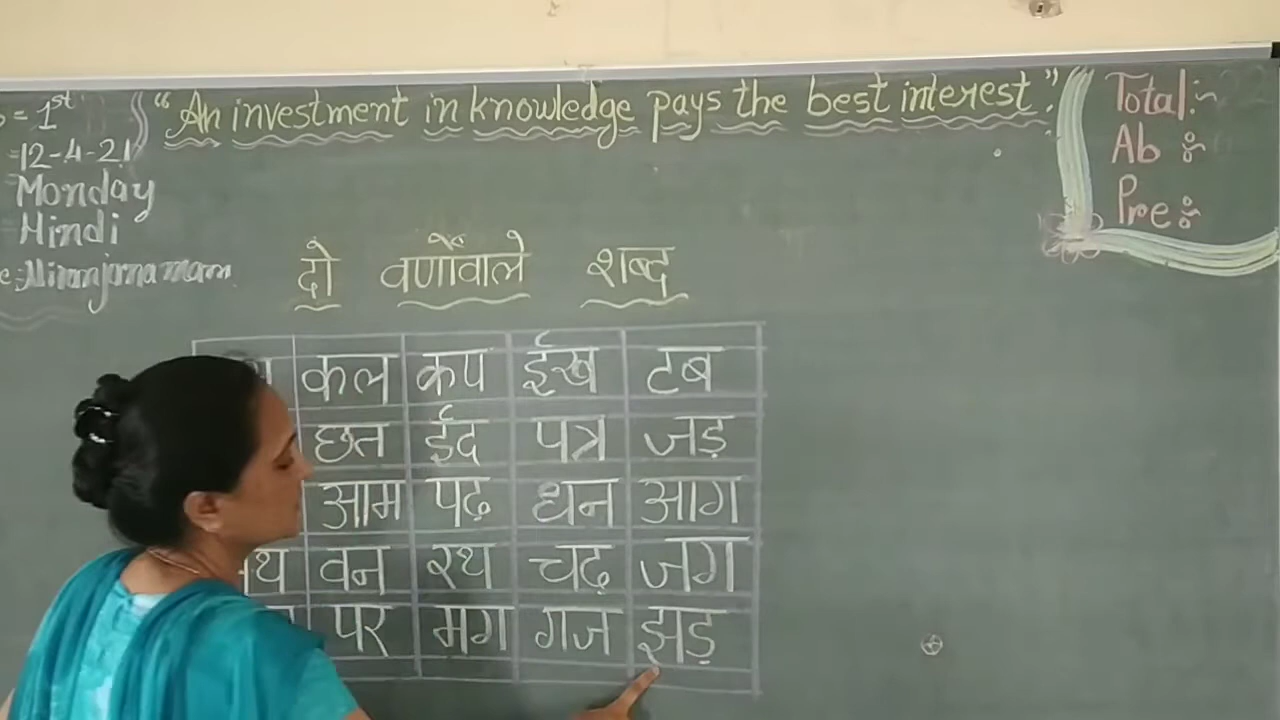 = 1st
12-4-21
Monday
Hindi
"An investment in knowledge pays the best interest".
Total:-
Ab :-
Pre :-
दो वर्णोंवाले शब्द
कल कप ईख टब
छत ईद पत्र जड़
आम पढ़ धन आग
वन रथ चढ़ जग
पर मग गज झड़